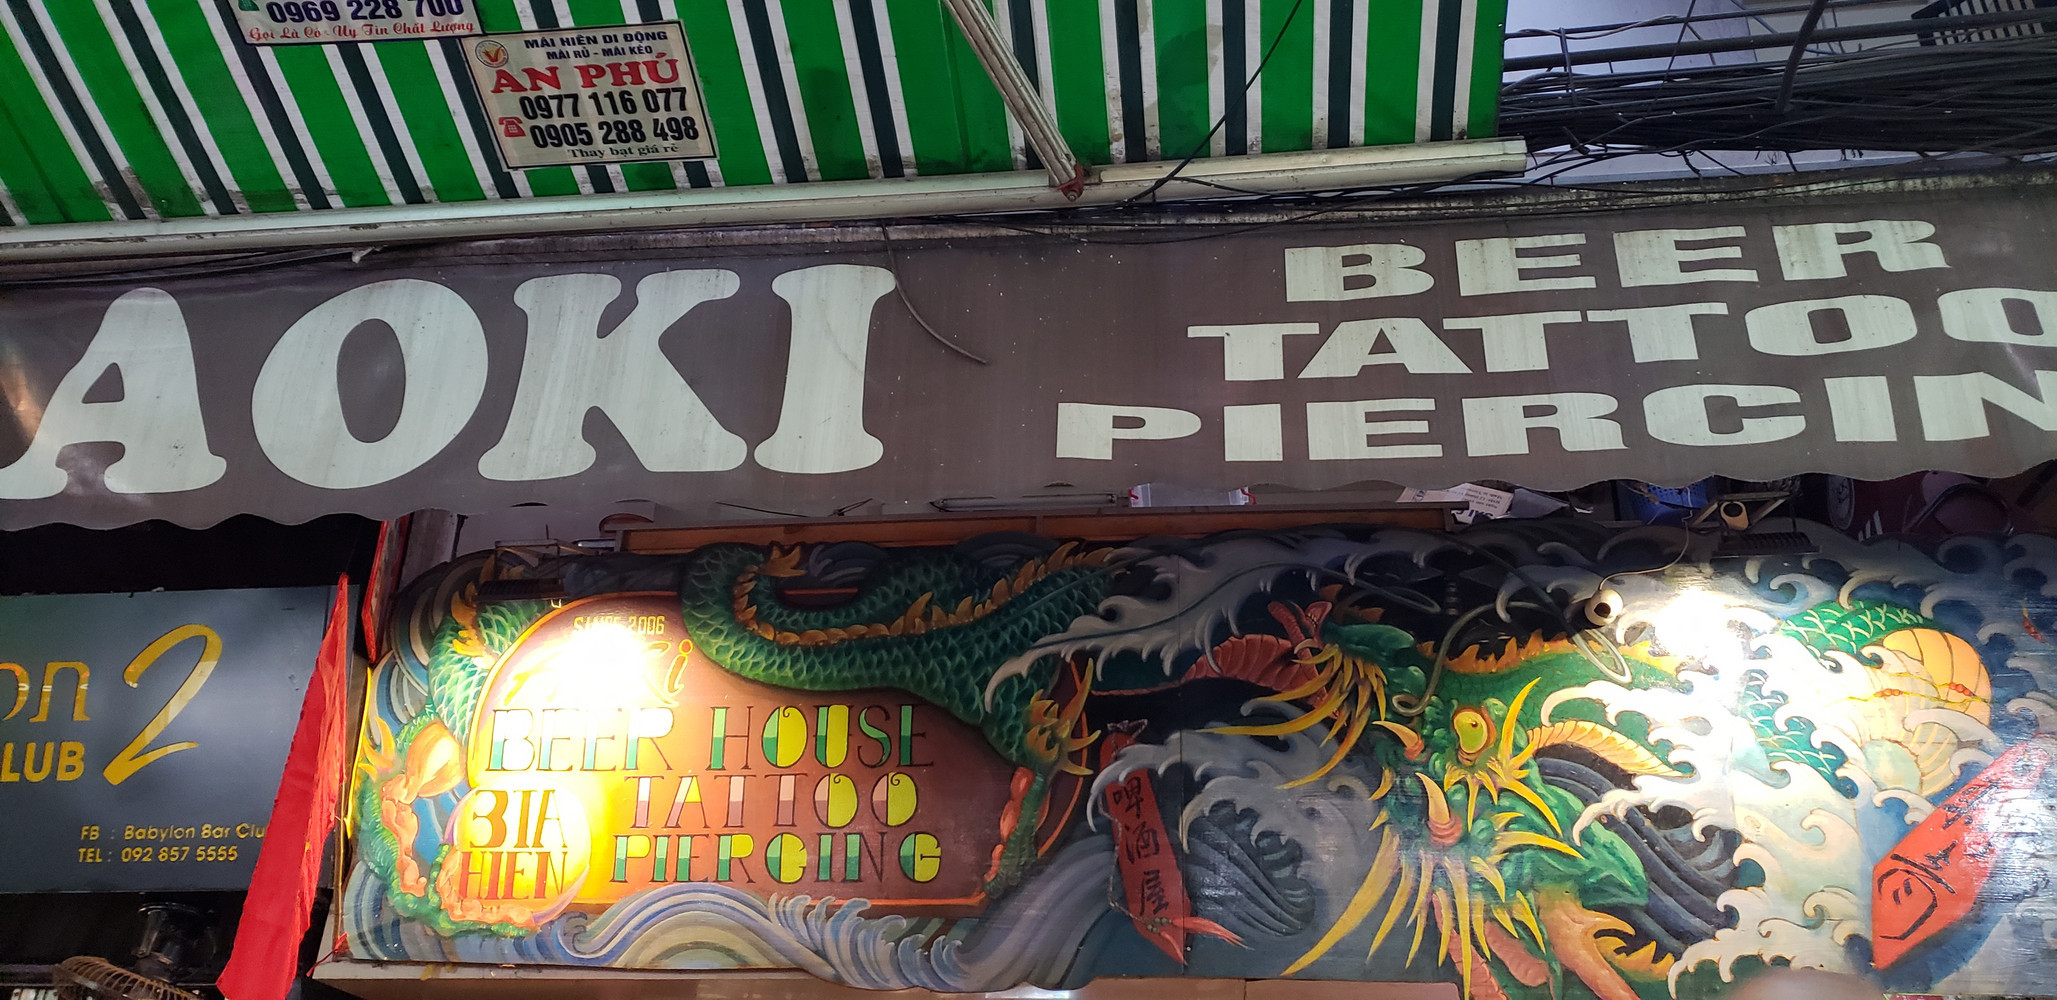 0969 228 700
Gọi Là Có - Uy Tín Chất Lượng
MÁI HIÊN DI ĐỘNG
MÁI RỦ - MÁI KÉO
AN PHÚ
0977 116 077
0905 288 498
Thay bạt giá rẻ
AOKI
BEER
TATTOO
PIERCIN
on 2
LUB
FB : Babylon Bar Clu
TEL : 092 857 5555
SINCE 2006
BEER HOUSE
TATTOO
PIERCING
BIA
HIEN
啤酒屋